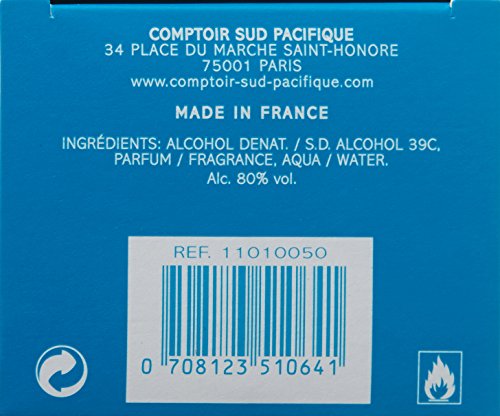 COMPTOIR SUD PACIFIQUE
34 PLACE DU MARCHE SAINT-HONORE
75001 PARIS
www.comptoir-sud-pacifique.com
MADE IN FRANCE
INGRÉDIENTS: ALCOHOL DENAT. / S.D. ALCOHOL 39C,
PARFUM / FRAGRANCE, AQUA / WATER.
Alc. 80% vol.
REF. 11010050
0 708123 510641